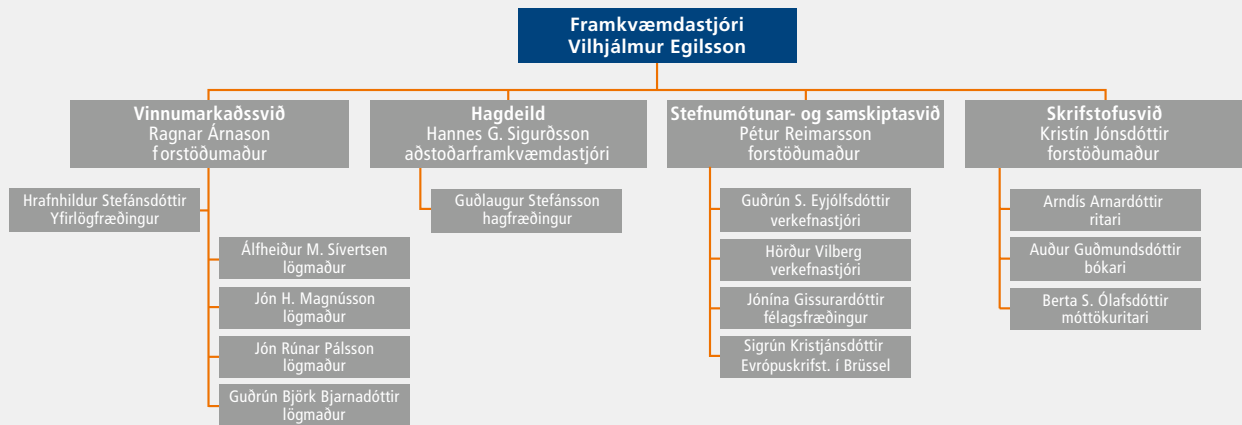 Framkvæmdastjóri
Vilhjálmur Egilsson
Vinnumarkaðssvið
Ragnar Árnason
forstöðumaður
Hagdeild
Hannes G. Sigurðsson
aðstoðarframkvæmdastjóri
Stefnumótunar- og samskiptasvið
Pétur Reimarsson
forstöðumaður
Skrifstofusvið
Kristín Jónsdóttir
forstöðumaður
Hrafnhildur Stefánsdóttir
Yfirlögfræðingur
Álfheiður M. Sívertsen
lögmaður
Jón H. Magnússon
lögmaður
Jón Rúnar Pálsson
lögmaður
Guðrún Björk Bjarnadóttir
lögmaður
Guðlaugur Stefánsson
hagfræðingur
Guðrún S. Eyjólfsdóttir
verkefnastjóri
Hörður Vilberg
verkefnastjóri
Jónína Gissurardóttir
félagsfræðingur
Sigrún Kristjánsdóttir
Evrópuskrifst. í Brüssel
Arndís Arnardóttir
ritari
Auður Guðmundsdóttir
bókari
Berta S. Ólafsdóttir
móttökuritari